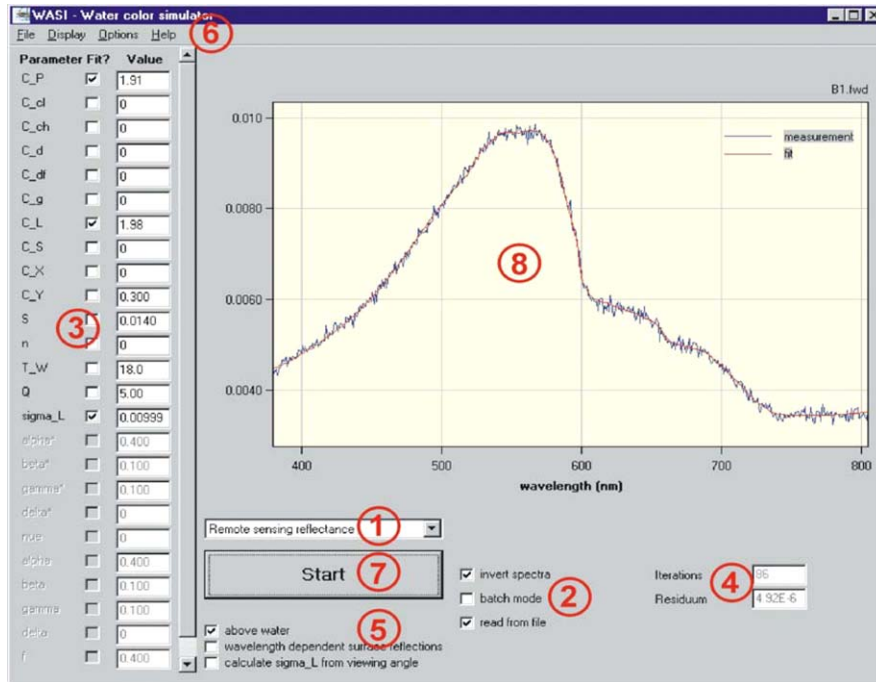 WASI - Water color simulator
File Display Options Help
6
Parameter Fit? Value
C_P 1.91
C_cl 0
C_ch 0
C_d 0
C_df 0
C_g 0
C_L 1.98
C_S 0
C_X 0
C_Y 0.300
S 0.0140
3
n 0
T_W 18.0
Q 5.00
sigma_L 0.00999
alpha* 0.400
beta* 0.100
gamma* 0.100
delta* 0
nue 0
alpha 0.400
beta 0.100
gamma 0.100
delta 0
f 0.400
B1.fwd
0.010
0.0080
0.0060
0.0040
measurement
fit
8
400 500 600 700 800
wavelength (nm)
Remote sensing reflectance
1
Start
7
invert spectra
batch mode
2
read from file
Iterations 86
Residuum 4.92E-6
4
above water
5
wavelength dependent surface reflections
calculate sigma_L from viewing angle